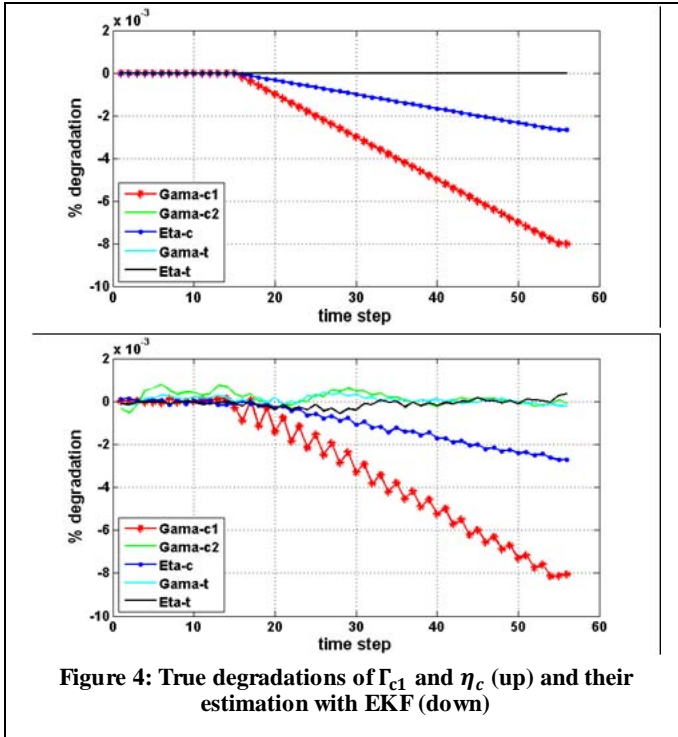 x 10⁻³
2
0
-2
-4
-6
-8
-10
% degradation
Gama-c1
Gama-c2
Eta-c
Gama-t
Eta-t
0 10 20 30 40 50 60
time step
x 10⁻³
2
0
-2
-4
-6
-8
-10
% degradation
Gama-c1
Gama-c2
Eta-c
Gama-t
Eta-t
0 10 20 30 40 50 60
time step
Figure 4: True degradations of Γc1 and ηc (up) and their
estimation with EKF (down)